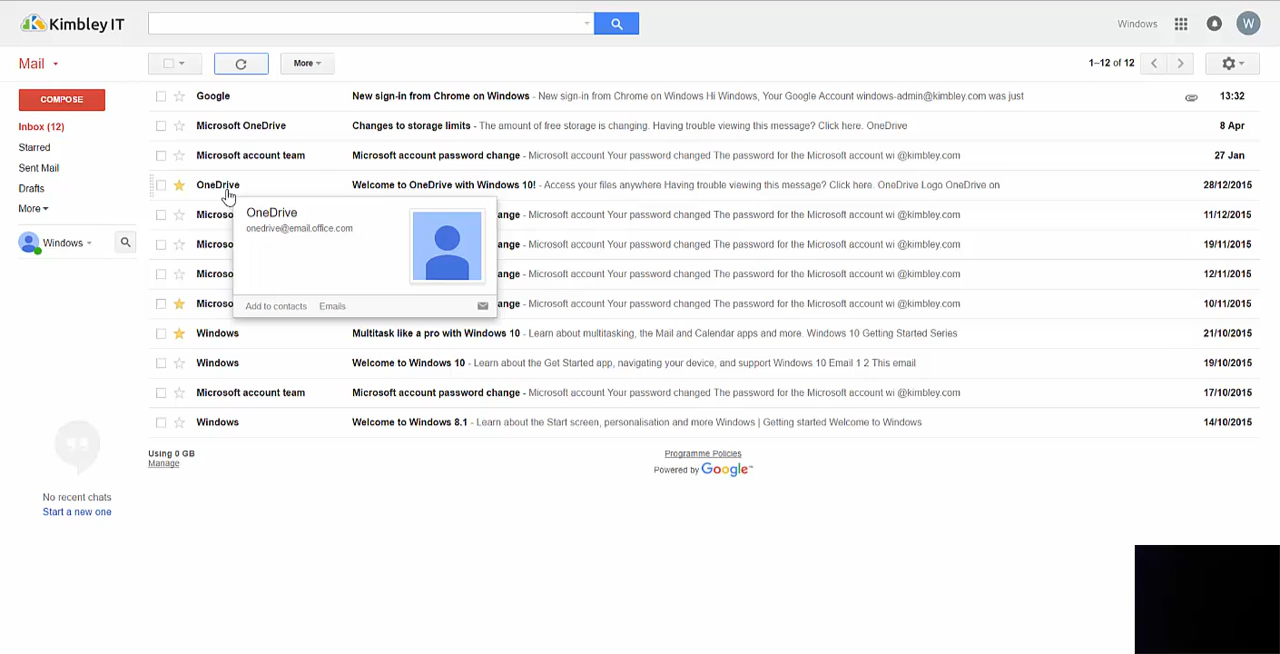 Kimbley IT
Windows
W
Mail
More
1–12 of 12
COMPOSE
Inbox (12)
Starred
Sent Mail
Drafts
More
Windows
Google New sign-in from Chrome on Windows - New sign-in from Chrome on Windows Hi Windows, Your Google Account windows-admin@kimbley.com was just 13:32
Microsoft OneDrive Changes to storage limits - The amount of free storage is changing. Having trouble viewing this message? Click here. OneDrive 8 Apr
Microsoft account team Microsoft account password change - Microsoft account Your password changed The password for the Microsoft account wi @kimbley.com 27 Jan
OneDrive Welcome to OneDrive with Windows 10! - Access your files anywhere Having trouble viewing this message? Click here. OneDrive Logo OneDrive on 28/12/2015
Microso ange - Microsoft account Your password changed The password for the Microsoft account wi @kimbley.com 11/12/2015
Microso ange - Microsoft account Your password changed The password for the Microsoft account wi @kimbley.com 19/11/2015
Microso ange - Microsoft account Your password changed The password for the Microsoft account wi @kimbley.com 12/11/2015
Microso ange - Microsoft account Your password changed The password for the Microsoft account wi @kimbley.com 10/11/2015
Windows Multitask like a pro with Windows 10 - Learn about multitasking, the Mail and Calendar apps and more. Windows 10 Getting Started Series 21/10/2015
Windows Welcome to Windows 10 - Learn about the Get Started app, navigating your device, and support Windows 10 Email 1 2 This email 19/10/2015
Microsoft account team Microsoft account password change - Microsoft account Your password changed The password for the Microsoft account wi @kimbley.com 17/10/2015
Windows Welcome to Windows 8.1 - Learn about the Start screen, personalisation and more Windows | Getting started Welcome to Windows 14/10/2015
OneDrive
onedrive@email.office.com
Add to contacts Emails
Using 0 GB
Manage
Programme Policies
Powered by Google™
No recent chats
Start a new one